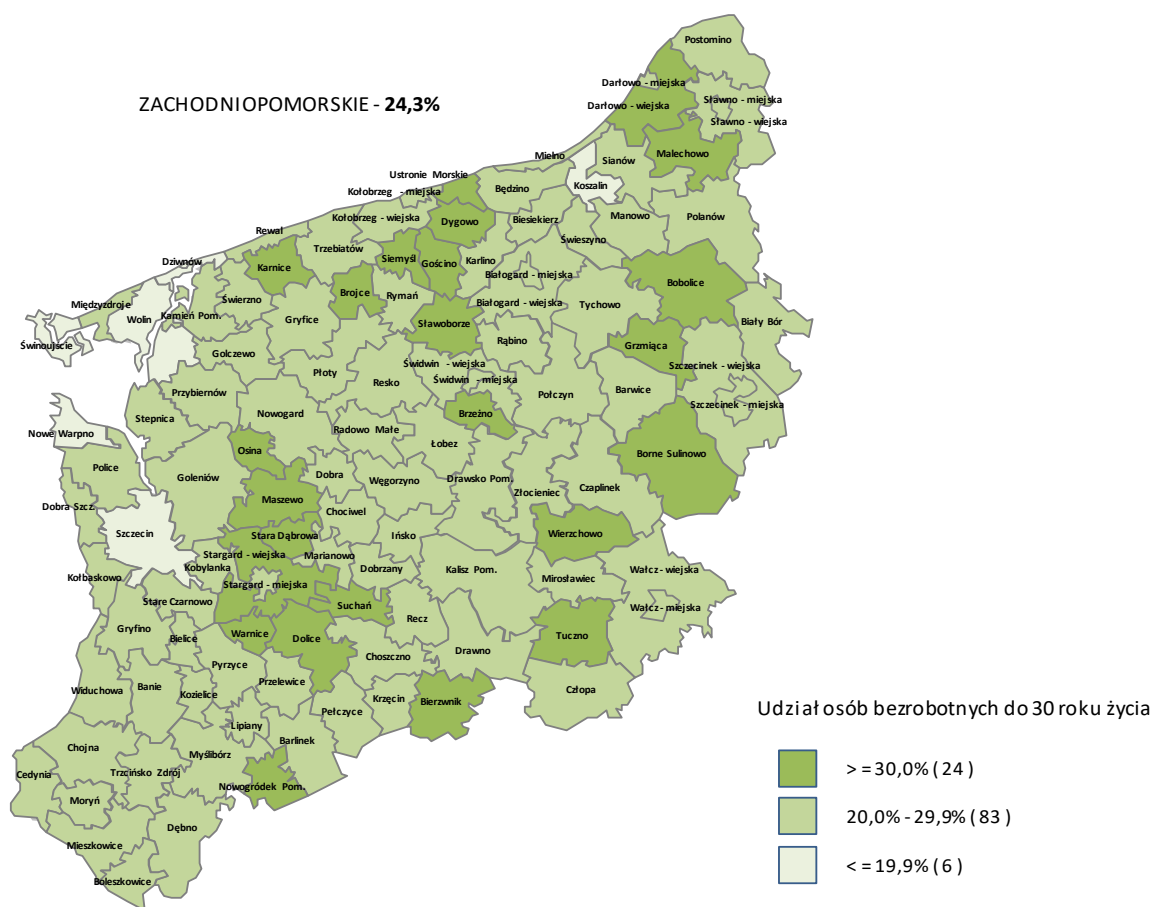 ZACHODNIOPOMORSKIE - 24,3%
Postomino
Darłowo - miejska
Darłowo - wiejska
Sławno - miejska
Sławno - wiejska
Malechowo
Mielno
Sianów
Ustronie Morskie
Koszalin
Kołobrzeg - miejska
Będzino
Kołobrzeg - wiejska
Dygowo
Biesiekierz
Manowo
Polanów
Rewal
Trzebiatów
Świeszyno
Dziwnów
Karnice
Siemyśl
Gościno
Karlino
Białogard - miejska
Bobolice
Międzyzdroje
Świerzno
Brojce
Rymań
Białogard - wiejska
Tychowo
Wolin
Kamień Pom.
Gryfice
Sławoborze
Biały Bór
Świnoujście
Golczewo
Rąbino
Grzmiąca
Świdwin - wiejska
Szczecinek - wiejska
Płoty
Resko
Świdwin - miejska
Przybiernów
Połczyn
Barwice
Szczecinek - miejska
Stepnica
Nowogard
Brzeżno
Nowe Warpno
Radowo Małe
Łobez
Osina
Borne Sulinowo
Police
Goleniów
Dobra
Węgorzyno
Drawsko Pom.
Złocieniec
Czaplinek
Maszewo
Dobra Szcz.
Chociwel
Szczecin
Stara Dąbrowa
Ińsko
Wierzchowo
Stargard - wiejska
Marianowo
Kobylanka
Dobrzany
Kalisz Pom.
Wałcz - wiejska
Kołbaskowo
Stargard - miejska
Mirosławiec
Stare Czarnowo
Suchań
Wałcz - miejska
Gryfino
Bielice
Warnice
Dolice
Recz
Tuczno
Pyrzyce
Choszczno
Drawno
Widuchowa
Banie
Kozielice
Przelewice
Człopa
Pełczyce
Krzęcin
Bierzwnik
Lipiany
Chojna
Myślibórz
Barlinek
Cedynia
Trzcińsko Zdrój
Nowogródek Pom.
Moryń
Dębno
Mieszkowice
Boleszkowice
Udział osób bezrobotnych do 30 roku życia
> = 30,0% ( 24 )
20,0% - 29,9% ( 83 )
< = 19,9% ( 6 )